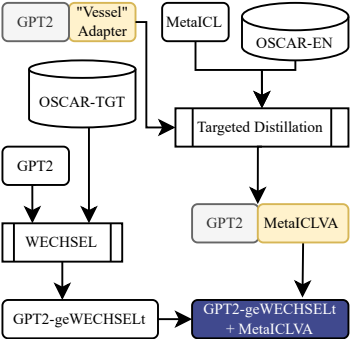 GPT2
"Vessel"
Adapter
MetaICL
OSCAR-EN
OSCAR-TGT
Targeted Distillation
GPT2
GPT2
MetaICLVA
WECHSEL
GPT2-geWECHSELt
GPT2-geWECHSELt
+ MetaICLVA